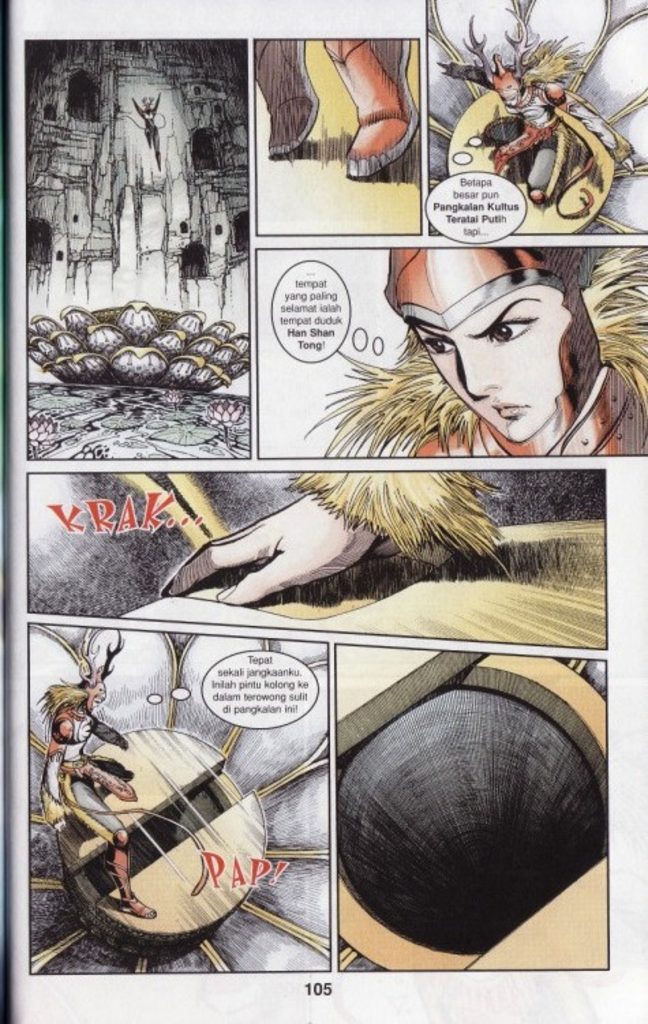 Betapa
besar pun
Pangkalan Kultus
Teratai Putih
tapi...
...
tempat
yang paling
selamat ialah
tempat duduk
Han Shan
Tong!
KRAK...
Tepat
sekali jangkaanku.
Inilah pintu kolong ke
dalam terowong sulit
di pangkalan ini!
PAP!
105